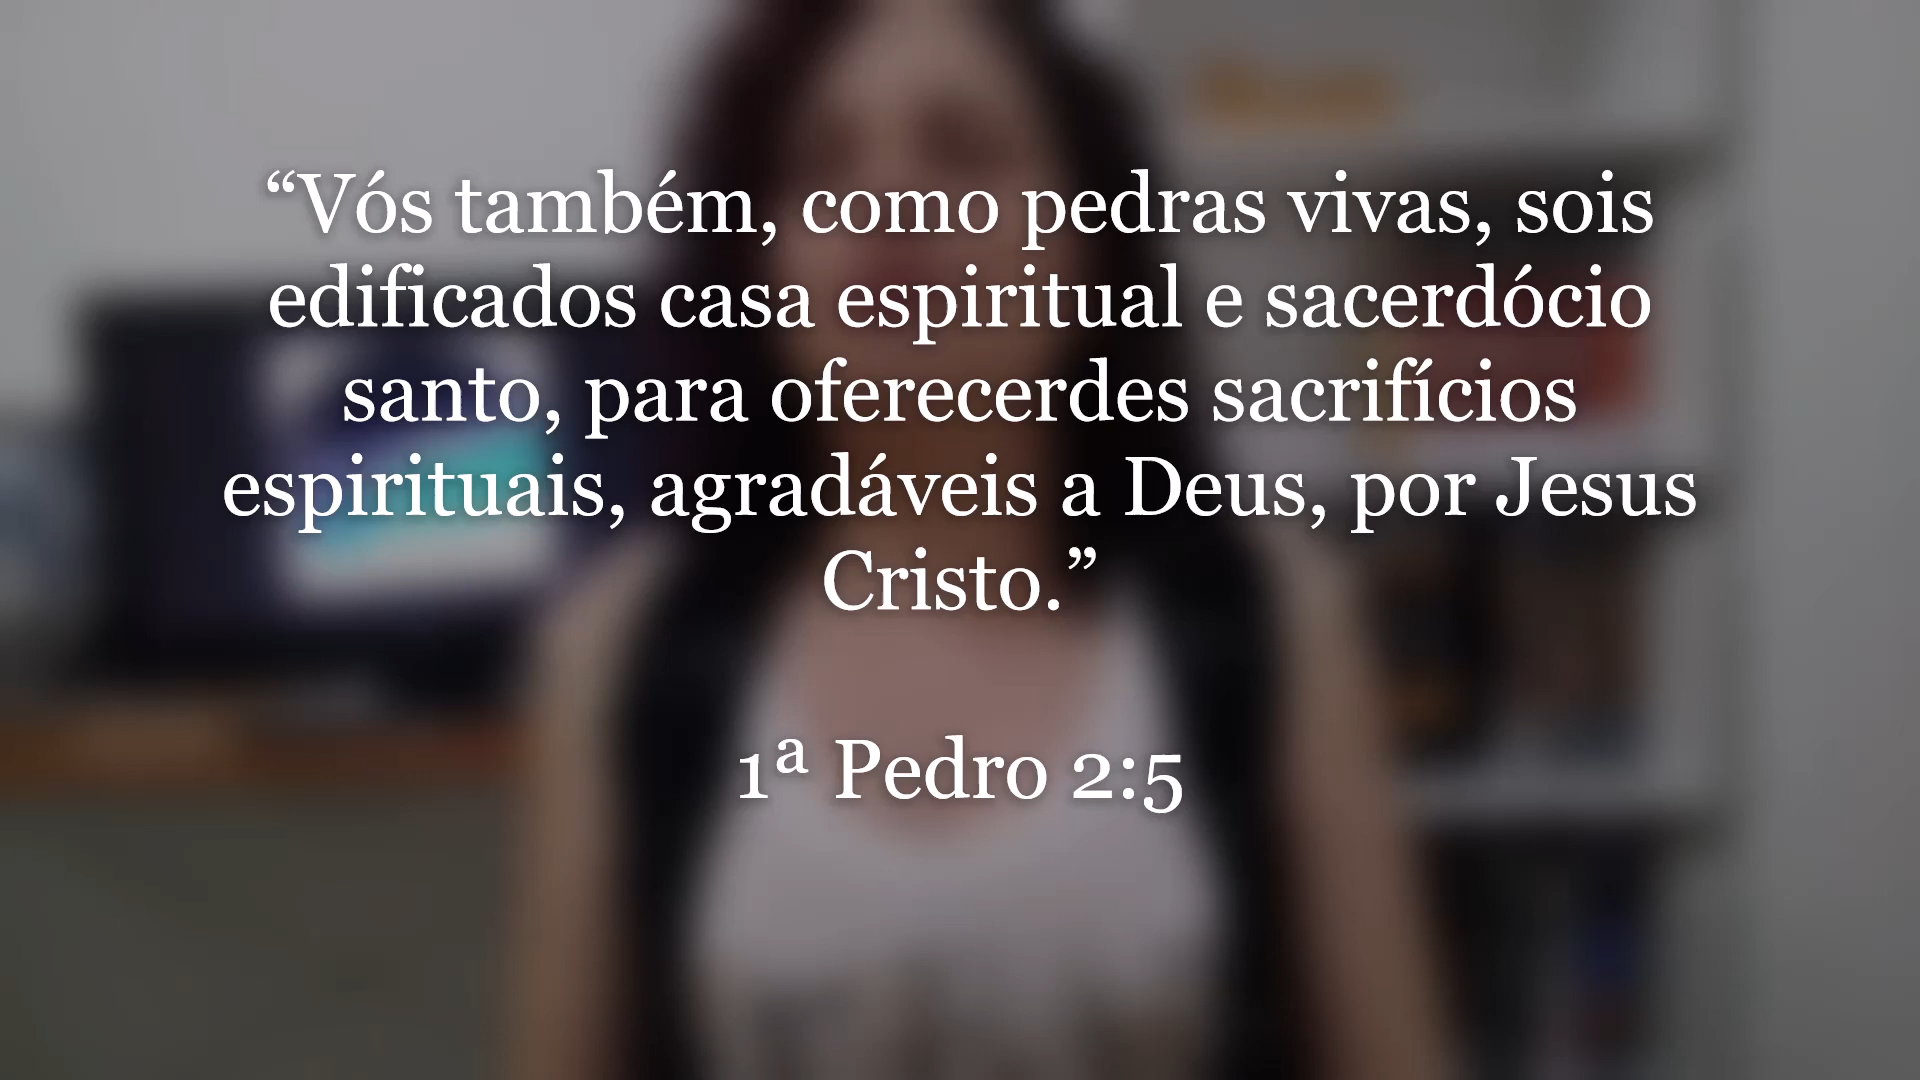 “Vós também, como pedras vivas, sois
edificados casa espiritual e sacerdócio
santo, para oferecerdes sacrifícios
espirituais, agradáveis a Deus, por Jesus
Cristo.”
1ª Pedro 2:5